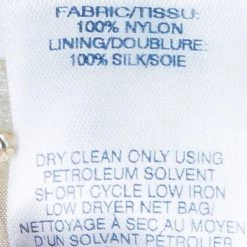 FABRIC/TISSU:
100% NYLON
LINING/DOUBLURE:
100% SILK/SOIE
DRY CLEAN ONLY USING
PETROLEUM SOLVENT
SHORT CYCLE LOW IRON
LOW DRYER NET BAG/
NETTOYAGE À SEC AU MOYEN
D'UN SOLVANT PÉTROLIER